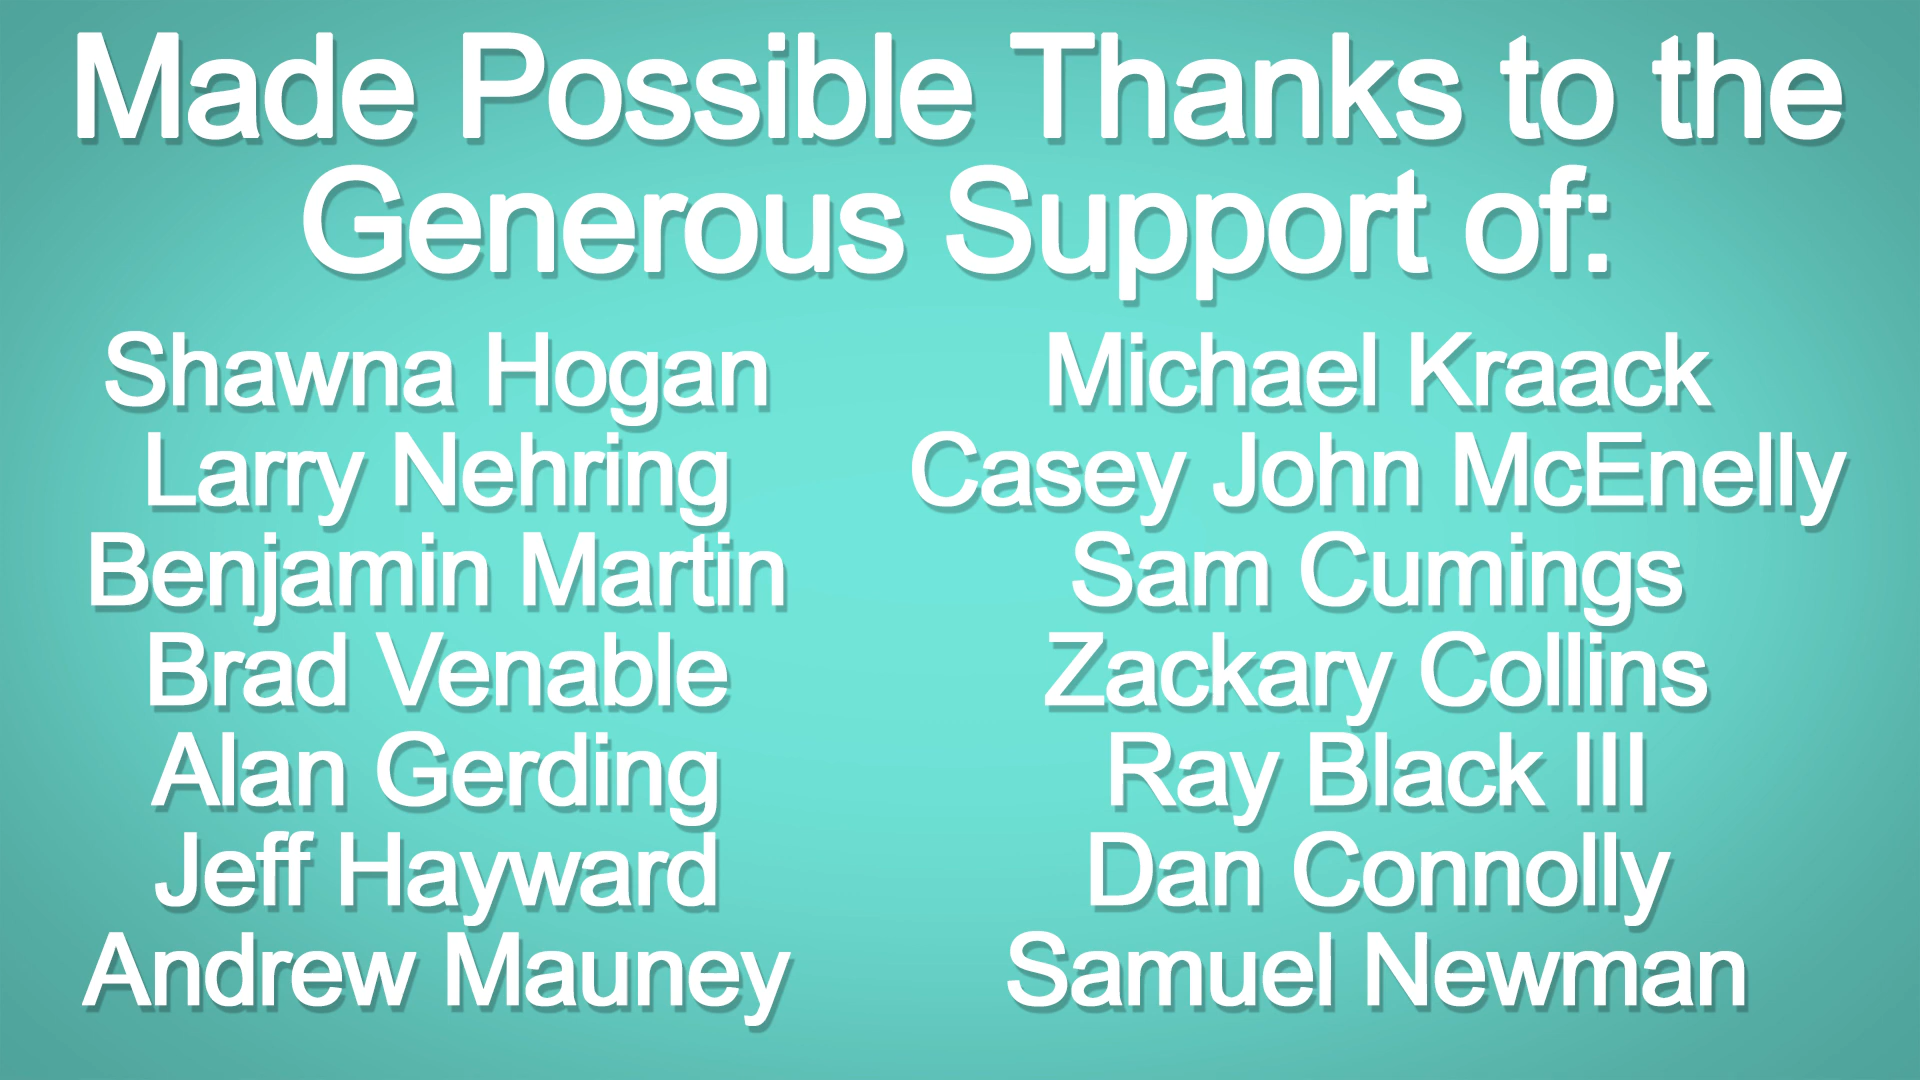 Made Possible Thanks to the
Generous Support of:
Shawna Hogan
Larry Nehring
Benjamin Martin
Brad Venable
Alan Gerding
Jeff Hayward
Andrew Mauney
Michael Kraack
Casey John McEnelly
Sam Cumings
Zackary Collins
Ray Black III
Dan Connolly
Samuel Newman